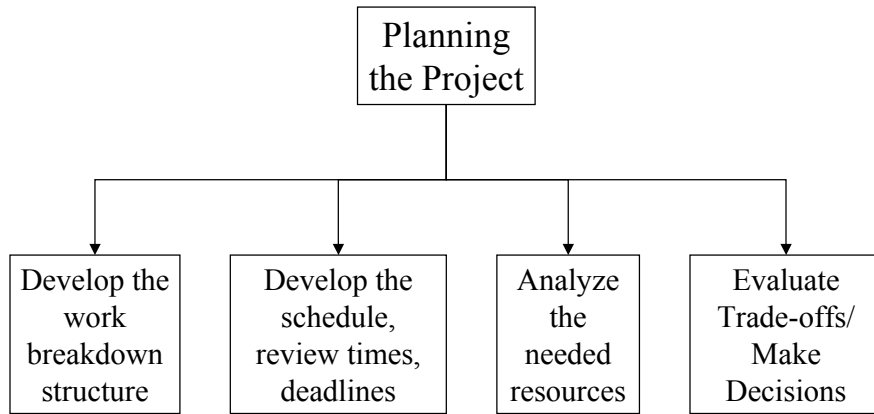 Planning
the Project
Develop the
work
breakdown
structure
Develop the
schedule,
review times,
deadlines
Analyze
the
needed
resources
Evaluate
Trade-offs/
Make
Decisions